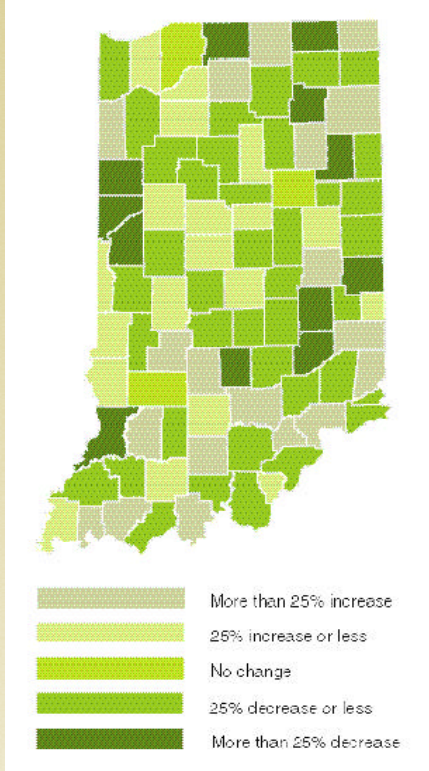 More than 25% increase
25% increase or less
No change
25% decrease or less
More than 25% decrease